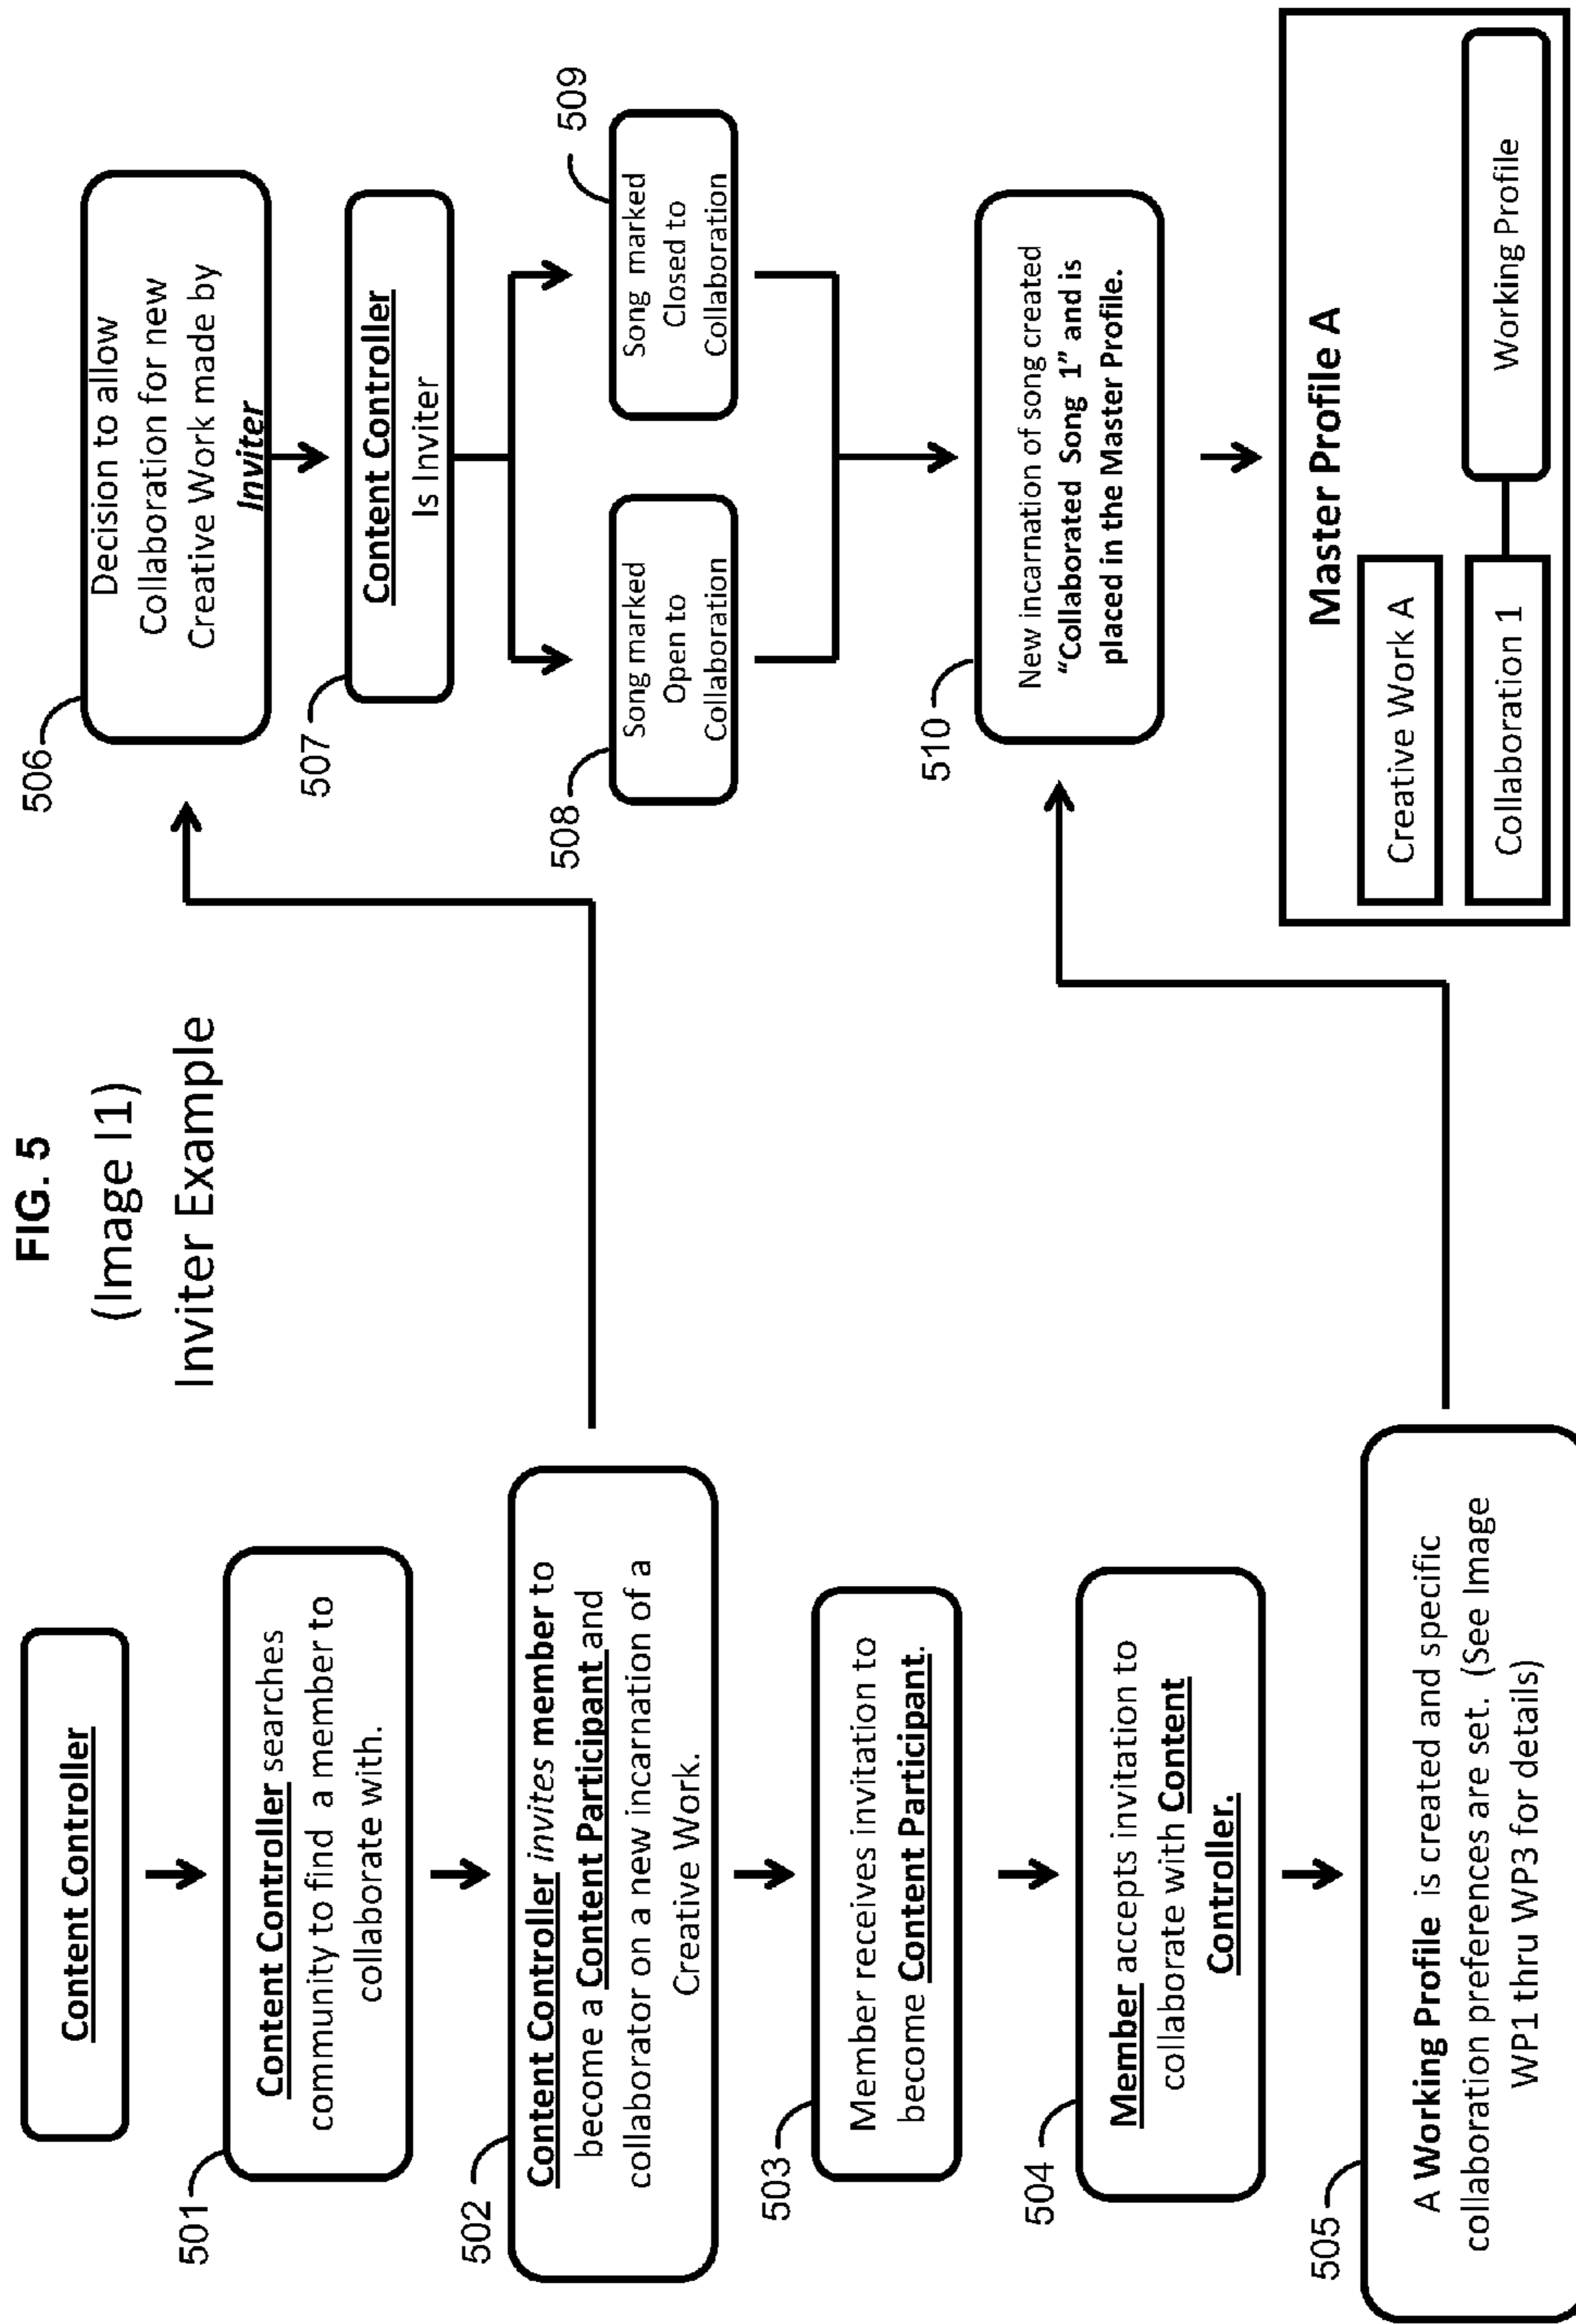 FIG. 5
(Image I1)
Inviter Example
Content Controller
501
Content Controller searches
community to find a member to
collaborate with.
502
Content Controller invites member to
become a Content Participant and
collaborator on a new incarnation of a
Creative Work.
503
Member receives invitation to
become Content Participant.
504
Member accepts invitation to
collaborate with Content
Controller.
505
A Working Profile is created and specific
collaboration preferences are set. (See Image
WP1 thru WP3 for details)
506
Decision to allow
Collaboration for new
Creative Work made by
Inviter
507
Content Controller
Is Inviter
508
Song marked
Open to
Collaboration
509
Song marked
Closed to
Collaboration
510
New incarnation of song created
“Collaborated Song 1” and is
placed in the Master Profile.
Master Profile A
Creative Work A
Collaboration 1
Working Profile